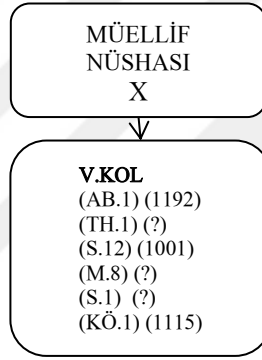 MÜELLİF
NÜSHASI
X
V.KOL
(AB.1) (1192)
(TH.1) (?)
(S.12) (1001)
(M.8) (?)
(S.1) (?)
(KÖ.1) (1115)